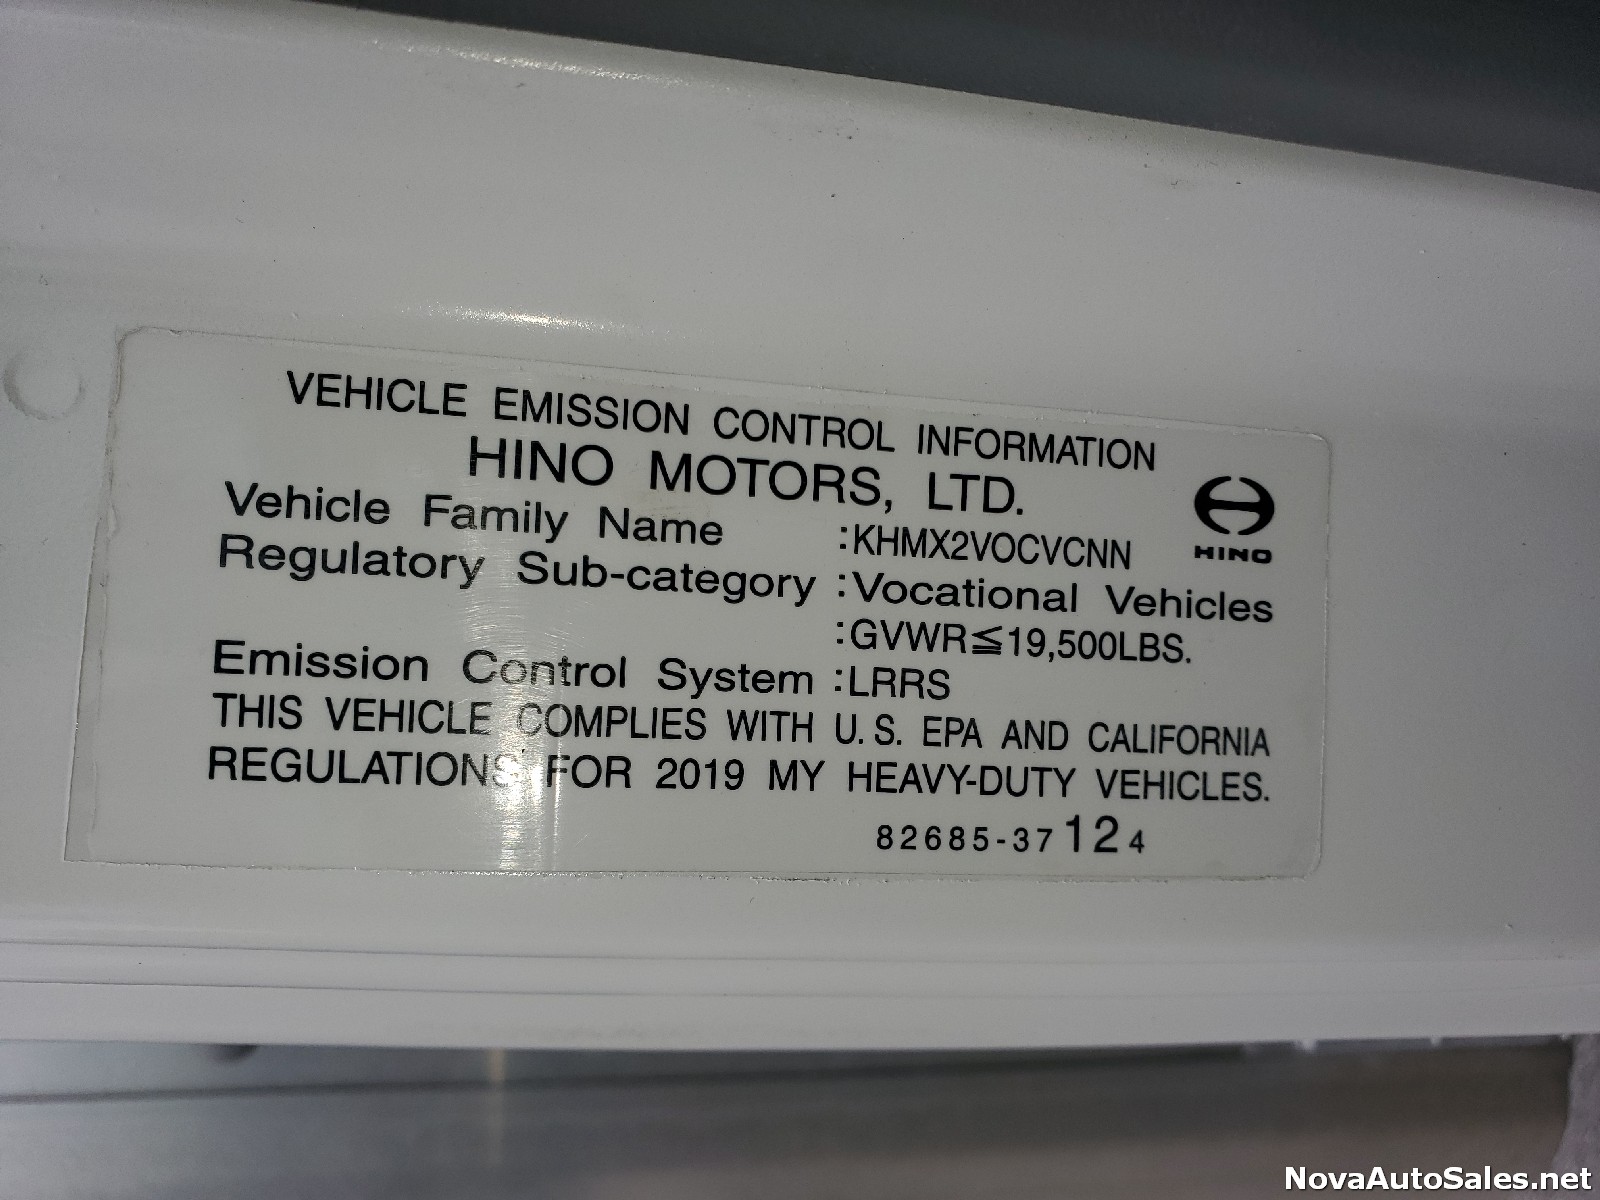 VEHICLE EMISSION CONTROL INFORMATION
HINO MOTORS, LTD.
HINO
Vehicle Family Name :KHMX2VOCVCNN
Regulatory Sub-category :Vocational Vehicles
:GVWR≦19,500LBS.
Emission Control System :LRRS
THIS VEHICLE COMPLIES WITH U.S. EPA AND CALIFORNIA
REGULATIONS FOR 2019 MY HEAVY-DUTY VEHICLES.
82685-37124
NovaAutoSales.net